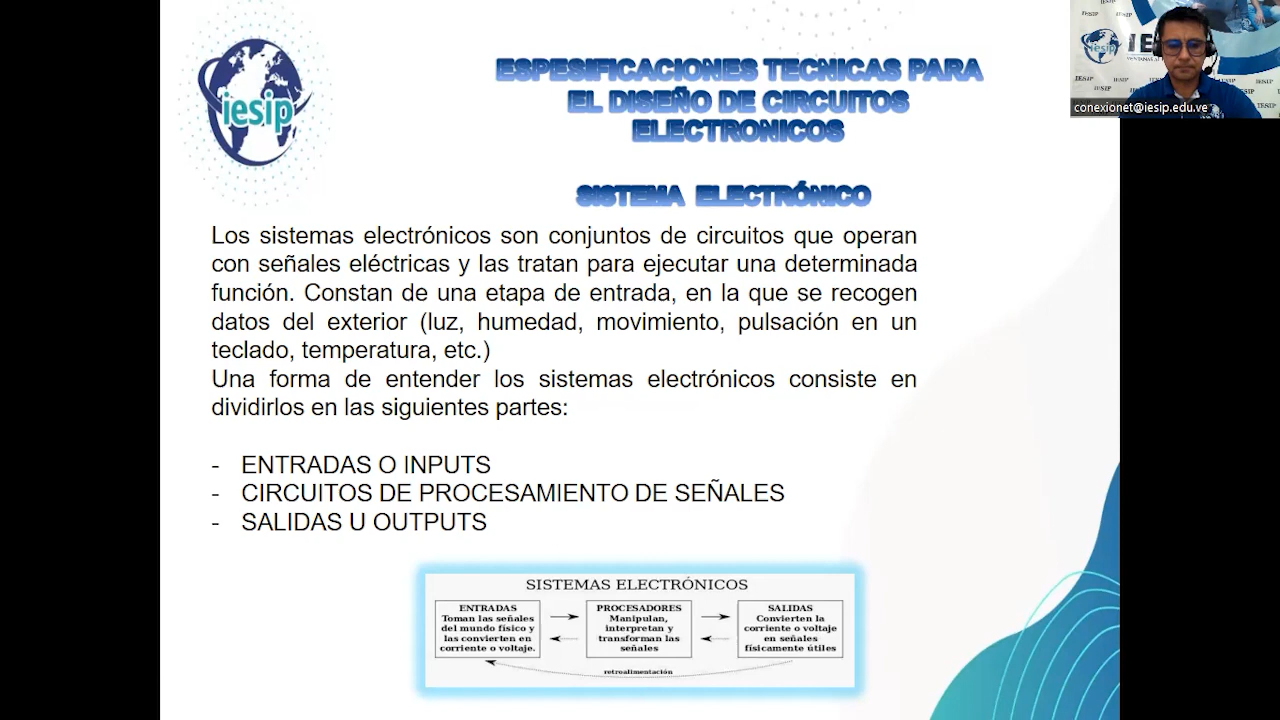 iesip
ESPESIFICACIONES TECNICAS PARA
EL DISEÑO DE CIRCUITOS
ELECTRONICOS
SISTEMA ELECTRÓNICO
Los sistemas electrónicos son conjuntos de circuitos que operan
con señales eléctricas y las tratan para ejecutar una determinada
función. Constan de una etapa de entrada, en la que se recogen
datos del exterior (luz, humedad, movimiento, pulsación en un
teclado, temperatura, etc.)
Una forma de entender los sistemas electrónicos consiste en
dividirlos en las siguientes partes:
- ENTRADAS O INPUTS
- CIRCUITOS DE PROCESAMIENTO DE SEÑALES
- SALIDAS U OUTPUTS
SISTEMAS ELECTRÓNICOS
ENTRADAS
Toman las señales
del mundo físico y
las convierten en
corriente o voltaje.
PROCESADORES
Manipulan,
interpretan y
transforman las
señales
SALIDAS
Convierten la
corriente o voltaje
en señales
físicamente útiles
retroalimentación
iesip
conexionet@iesip.edu.ve